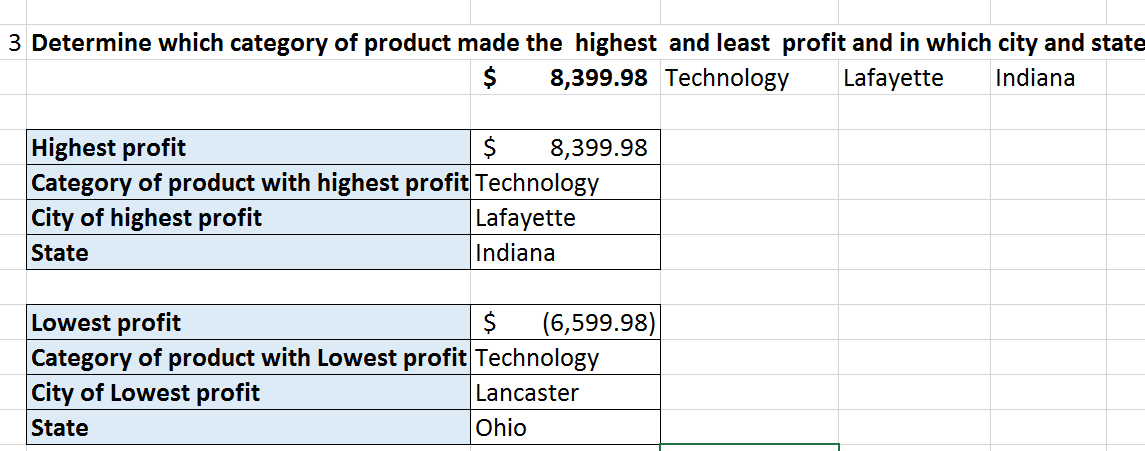 3 Determine which category of product made the  highest  and least  profit and in which city and state
$ 8,399.98 Technology Lafayette Indiana
Highest profit $ 8,399.98
Category of product with highest profit Technology
City of highest profit Lafayette
State Indiana
Lowest profit $ (6,599.98)
Category of product with Lowest profit Technology
City of Lowest profit Lancaster
State Ohio